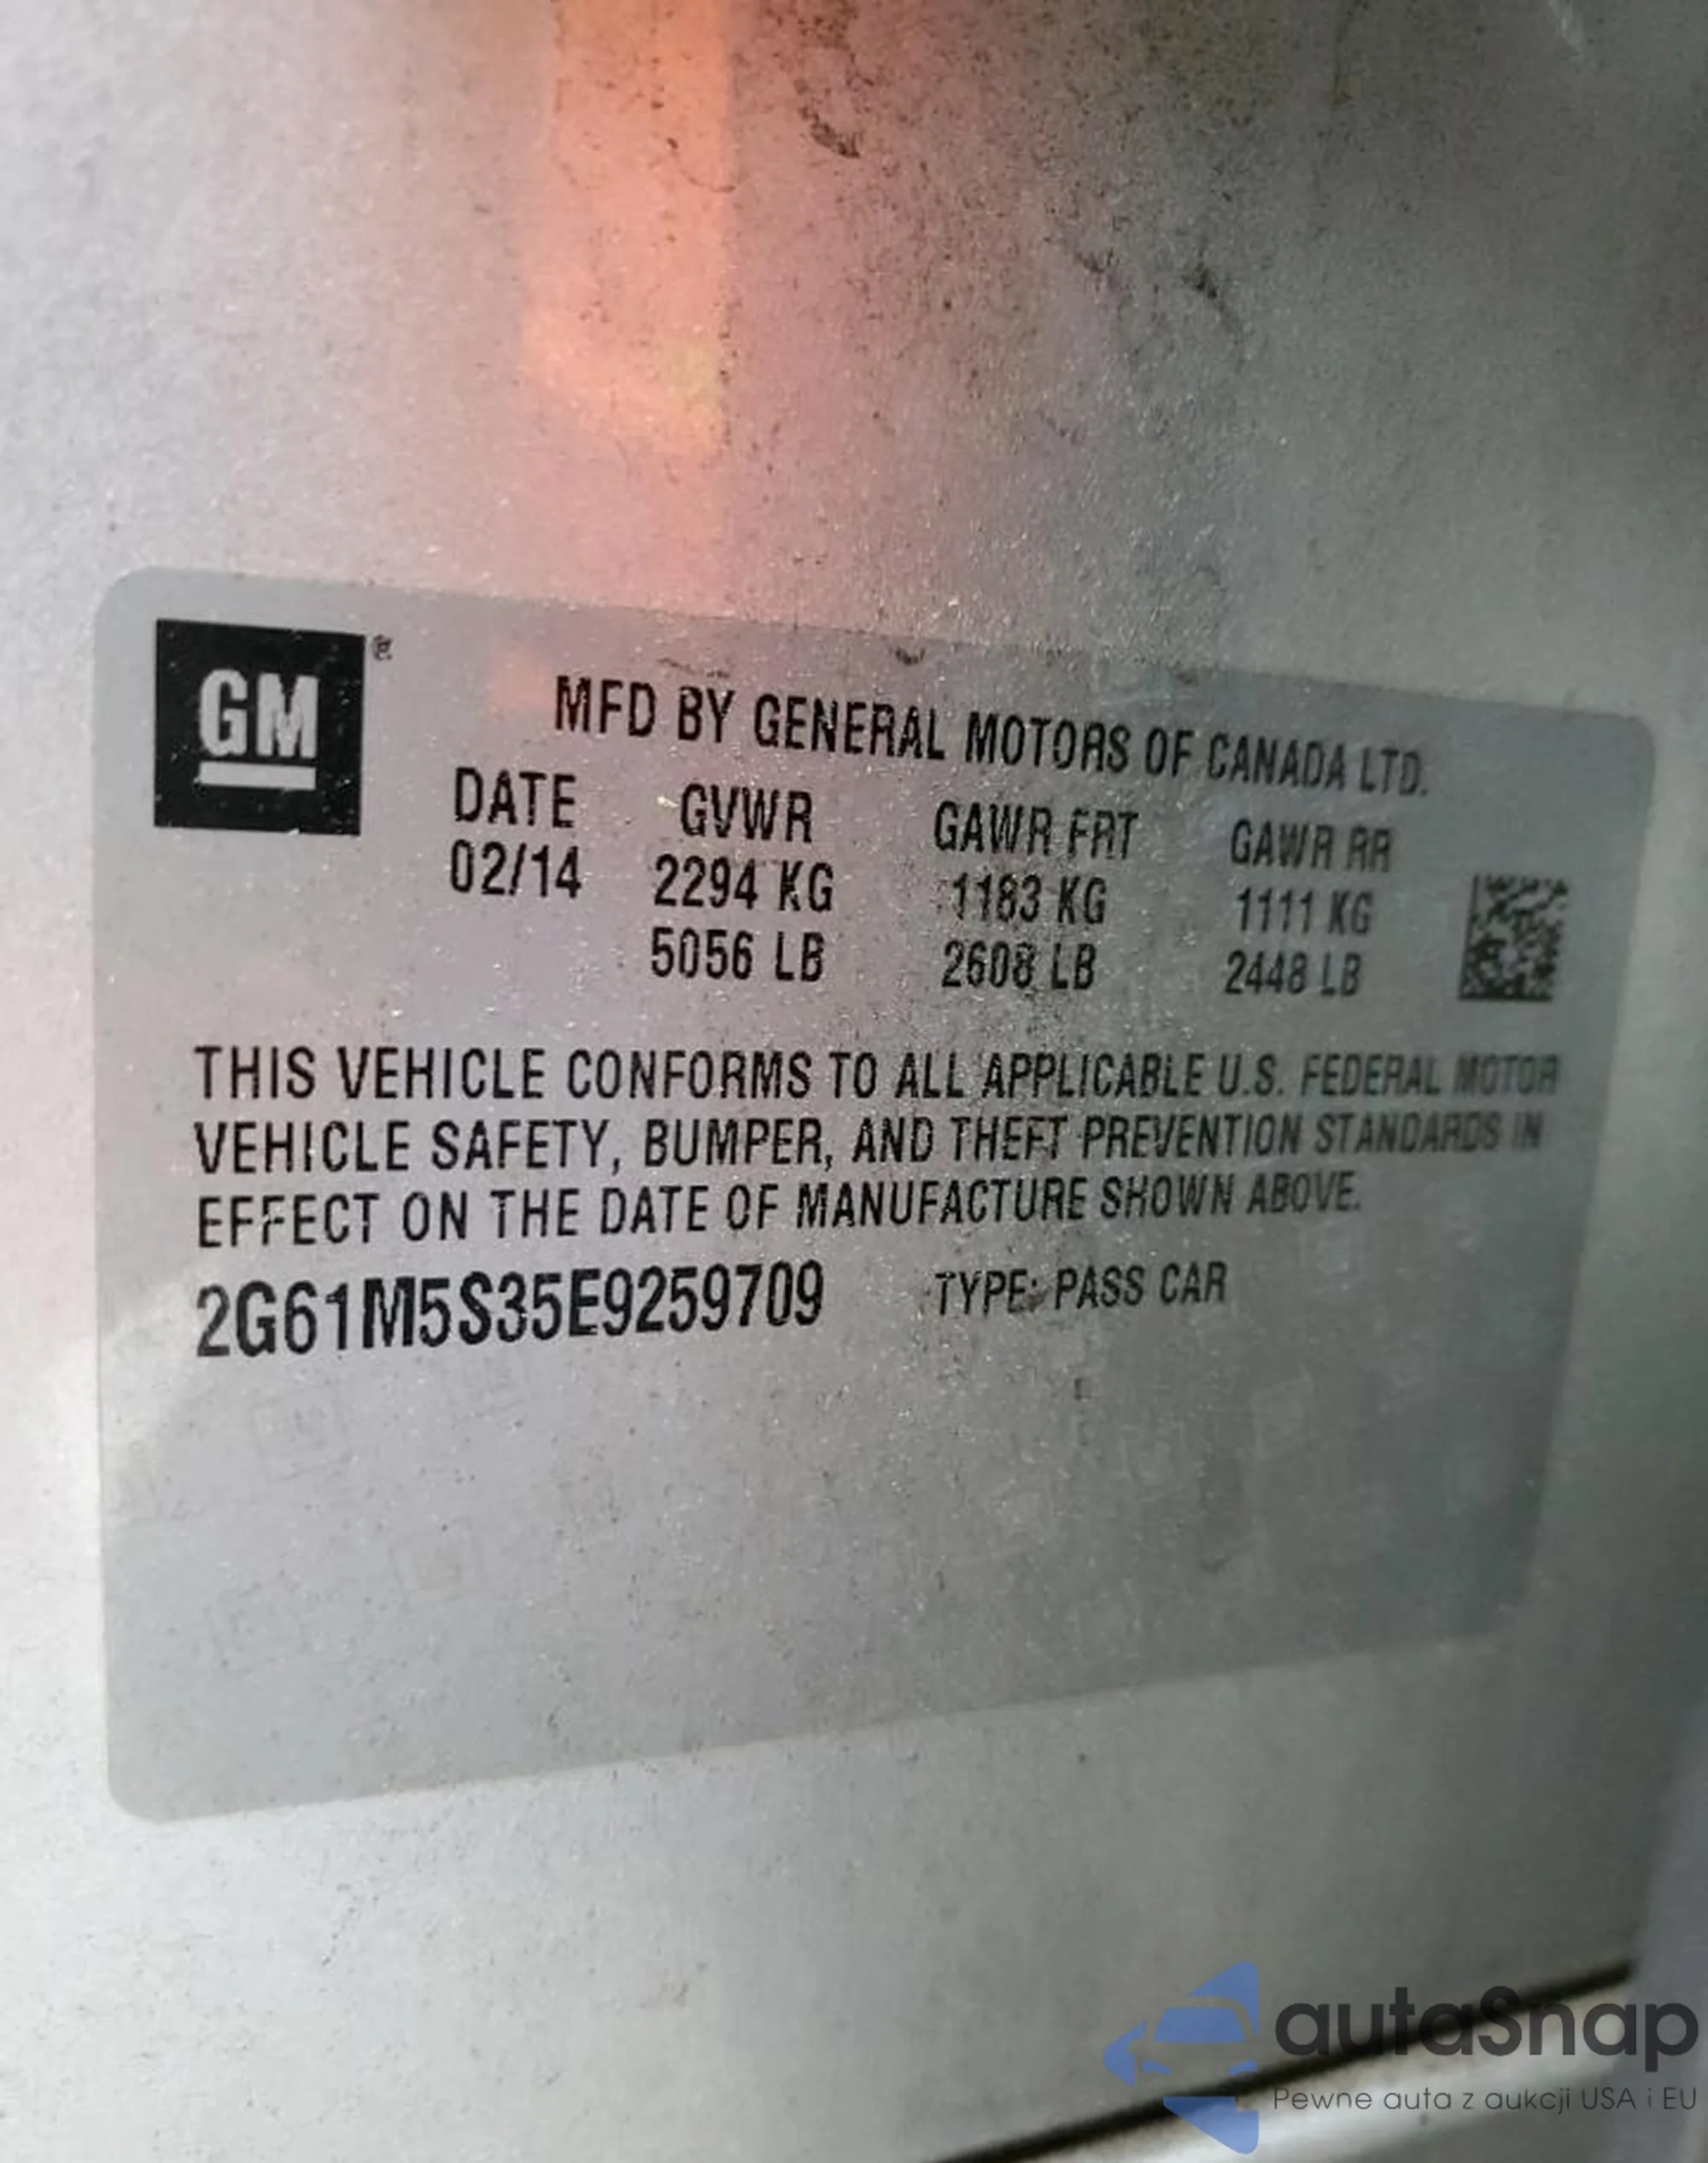 GM
MFD BY GENERAL MOTORS OF CANADA LTD.
DATE GVWR GAWR FRT GAWR RR
02/14 2294 KG 1183 KG 1111 KG
5056 LB 2608 LB 2448 LB
THIS VEHICLE CONFORMS TO ALL APPLICABLE U.S. FEDERAL MOTOR
VEHICLE SAFETY, BUMPER, AND THEFT PREVENTION STANDARDS IN
EFFECT ON THE DATE OF MANUFACTURE SHOWN ABOVE.
2G61M5S35E9259709 TYPE: PASS CAR
autaSnap
Pewne auta z aukcji USA i EU